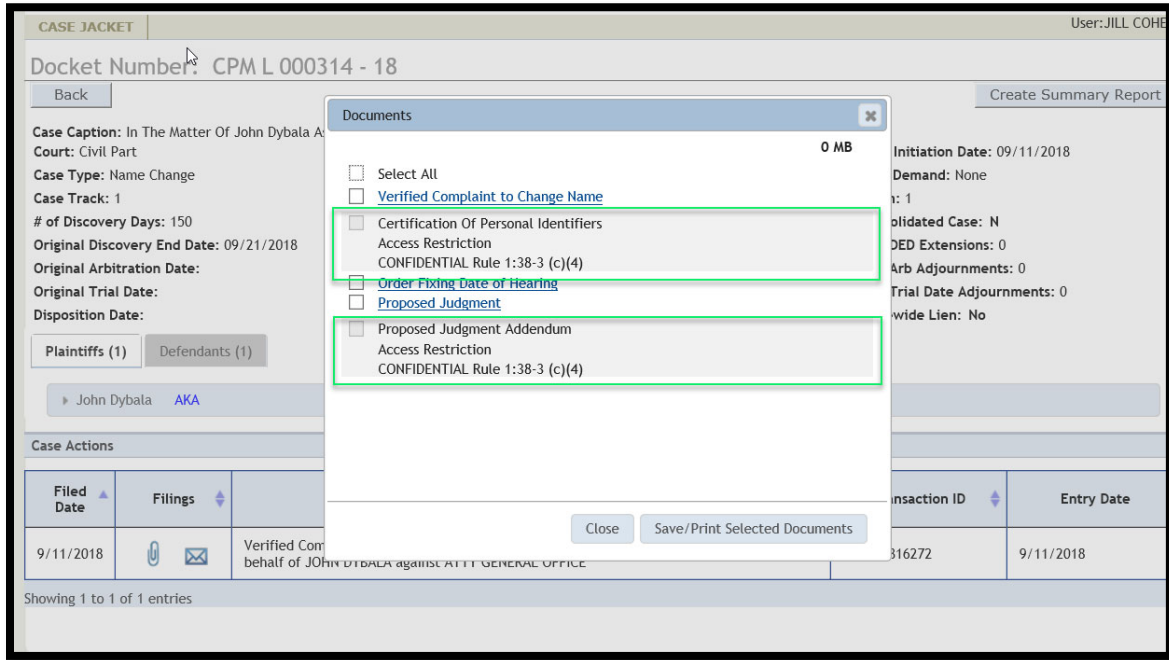 CASE JACKET
User:JILL COHE
Docket Number: CPM L 000314 - 18
Back
Create Summary Report
Case Caption: In The Matter Of John Dybala
Court: Civil Part
Case Type: Name Change
Case Track: 1
# of Discovery Days: 150
Original Discovery End Date: 09/21/2018
Original Arbitration Date:
Original Trial Date:
Disposition Date:
Initiation Date: 09/11/2018
Demand: None
: 1
olidated Case: N
DED Extensions: 0
Arb Adjournments: 0
Trial Date Adjournments: 0
wide Lien: No
Plaintiffs (1)
Defendants (1)
John Dybala AKA
Documents
0 MB
Select All
Verified Complaint to Change Name
Certification Of Personal Identifiers
Access Restriction
CONFIDENTIAL Rule 1:38-3 (c)(4)
Order Fixing Date of Hearing
Proposed Judgment
Proposed Judgment Addendum
Access Restriction
CONFIDENTIAL Rule 1:38-3 (c)(4)
Close
Save/Print Selected Documents
Case Actions
Filed Date
Filings
ansaction ID
Entry Date
9/11/2018
Verified Com
behalf of JOHN DYBALA against ATTY GENERAL OFFICE
816272
9/11/2018
Showing 1 to 1 of 1 entries